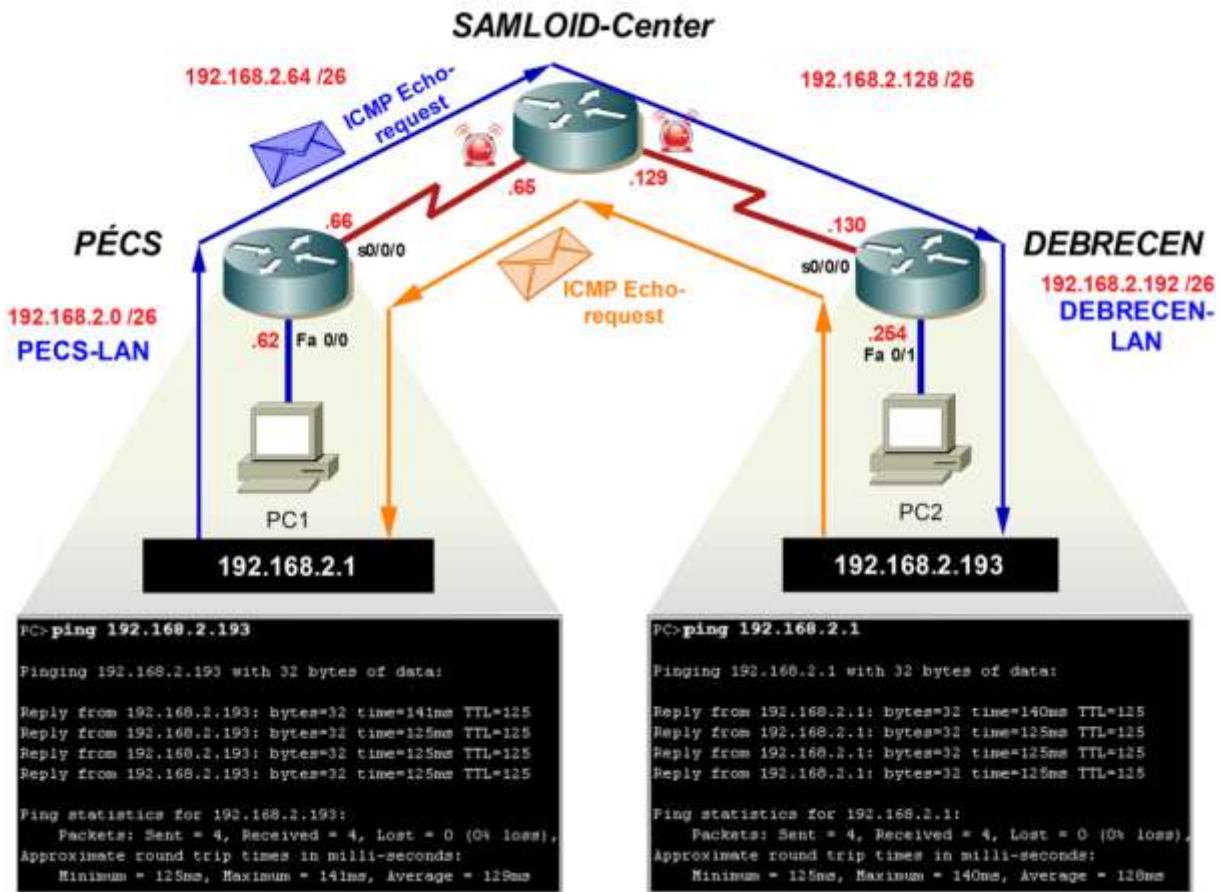 SAMLOID-Center
192.168.2.64 /26
192.168.2.128 /26
ICMP Echo-
request
.65
.129
.66
.130
PÉCS
s0/0/0
s0/0/0
DEBRECEN
192.168.2.192 /26
DEBRECEN-
LAN
ICMP Echo-
request
192.168.2.0 /26
PECS-LAN
.62
Fa 0/0
.254
Fa 0/1
PC1
PC2
192.168.2.1
192.168.2.193
PC>ping 192.168.2.193
Pinging 192.168.2.193 with 32 bytes of data:
Reply from 192.168.2.193: bytes=32 time=141ms TTL=125
Reply from 192.168.2.193: bytes=32 time=125ms TTL=125
Reply from 192.168.2.193: bytes=32 time=125ms TTL=125
Reply from 192.168.2.193: bytes=32 time=125ms TTL=125
Ping statistics for 192.168.2.193:
Packets: Sent = 4, Received = 4, Lost = 0 (0% loss),
Approximate round trip times in milli-seconds:
Minimum = 125ms, Maximum = 141ms, Average = 129ms
PC>ping 192.168.2.1
Pinging 192.168.2.1 with 32 bytes of data:
Reply from 192.168.2.1: bytes=32 time=140ms TTL=125
Reply from 192.168.2.1: bytes=32 time=125ms TTL=125
Reply from 192.168.2.1: bytes=32 time=125ms TTL=125
Reply from 192.168.2.1: bytes=32 time=125ms TTL=125
Ping statistics for 192.168.2.1:
Packets: Sent = 4, Received = 4, Lost = 0 (0% loss),
Approximate round trip times in milli-seconds:
Minimum = 125ms, Maximum = 140ms, Average = 128ms